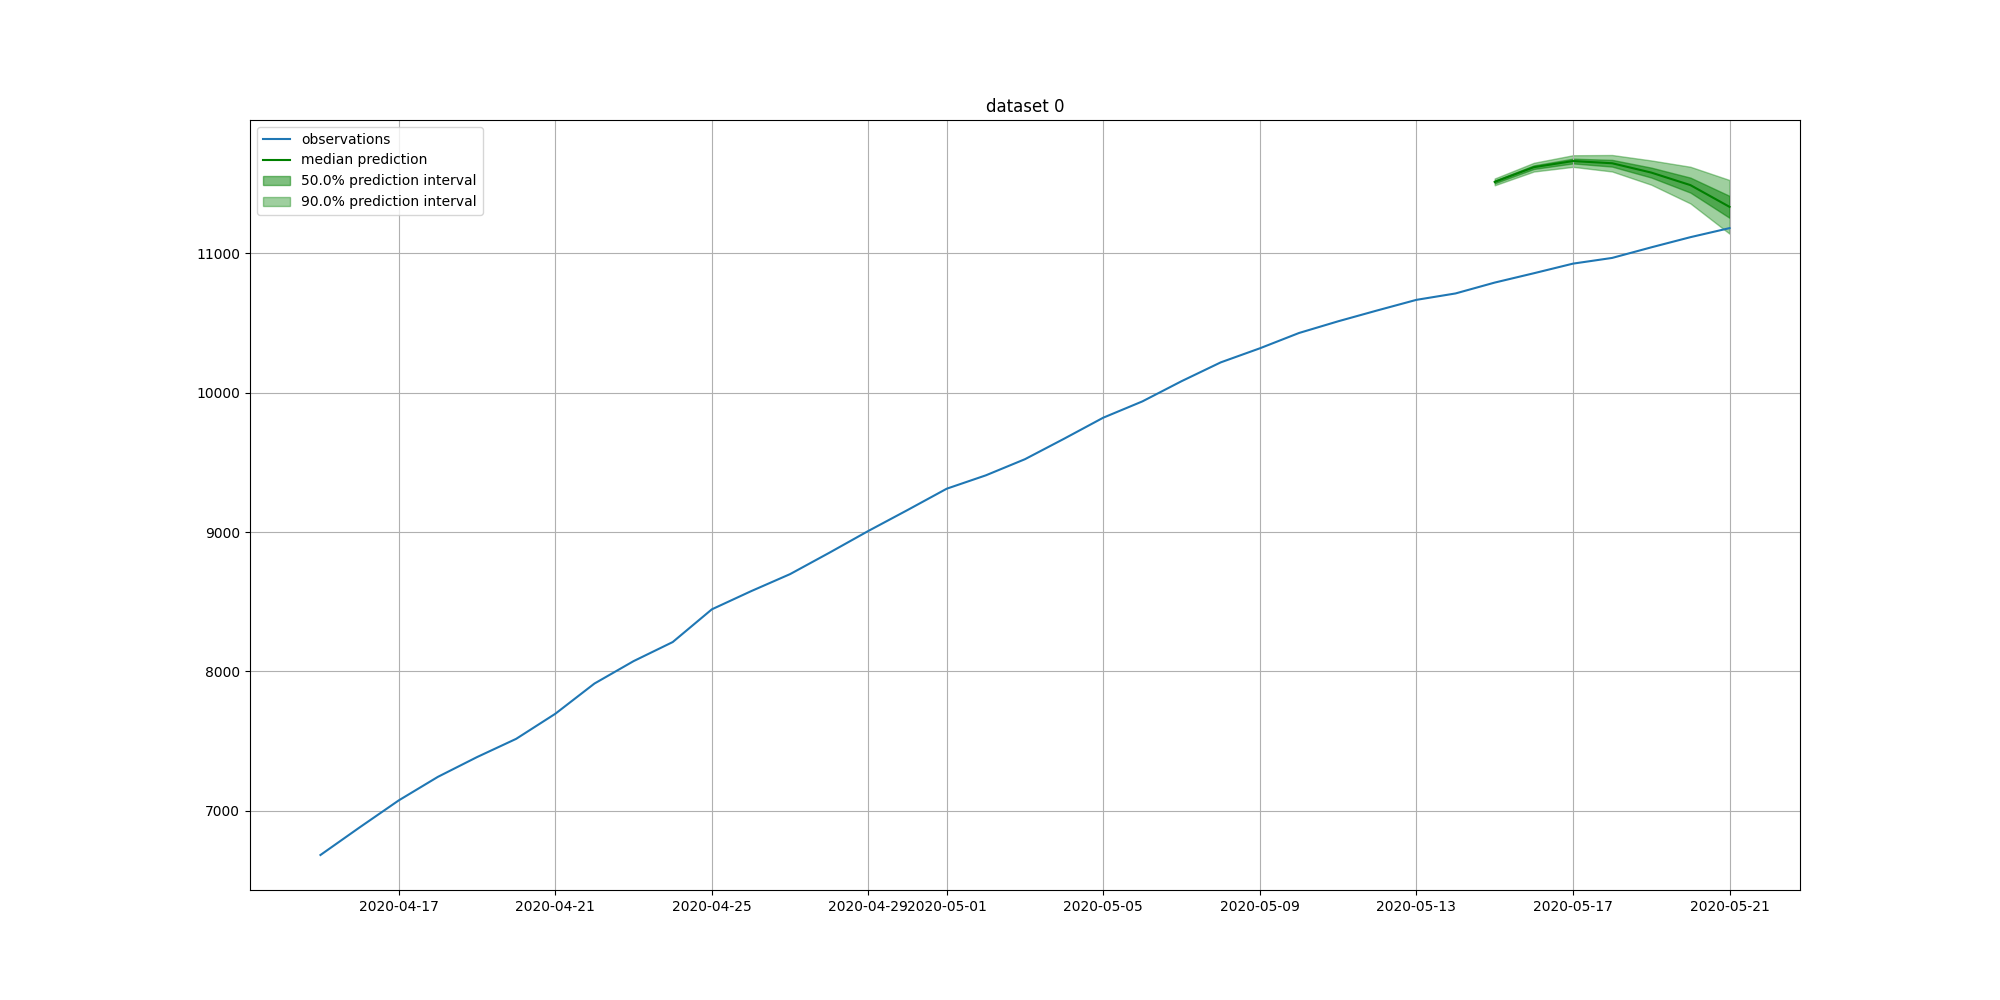 dataset 0
observations
median prediction
50.0% prediction interval
90.0% prediction interval
11000
10000
9000
8000
7000
2020-04-17 2020-04-21 2020-04-25 2020-04-29 2020-05-01 2020-05-05 2020-05-09 2020-05-13 2020-05-17 2020-05-21